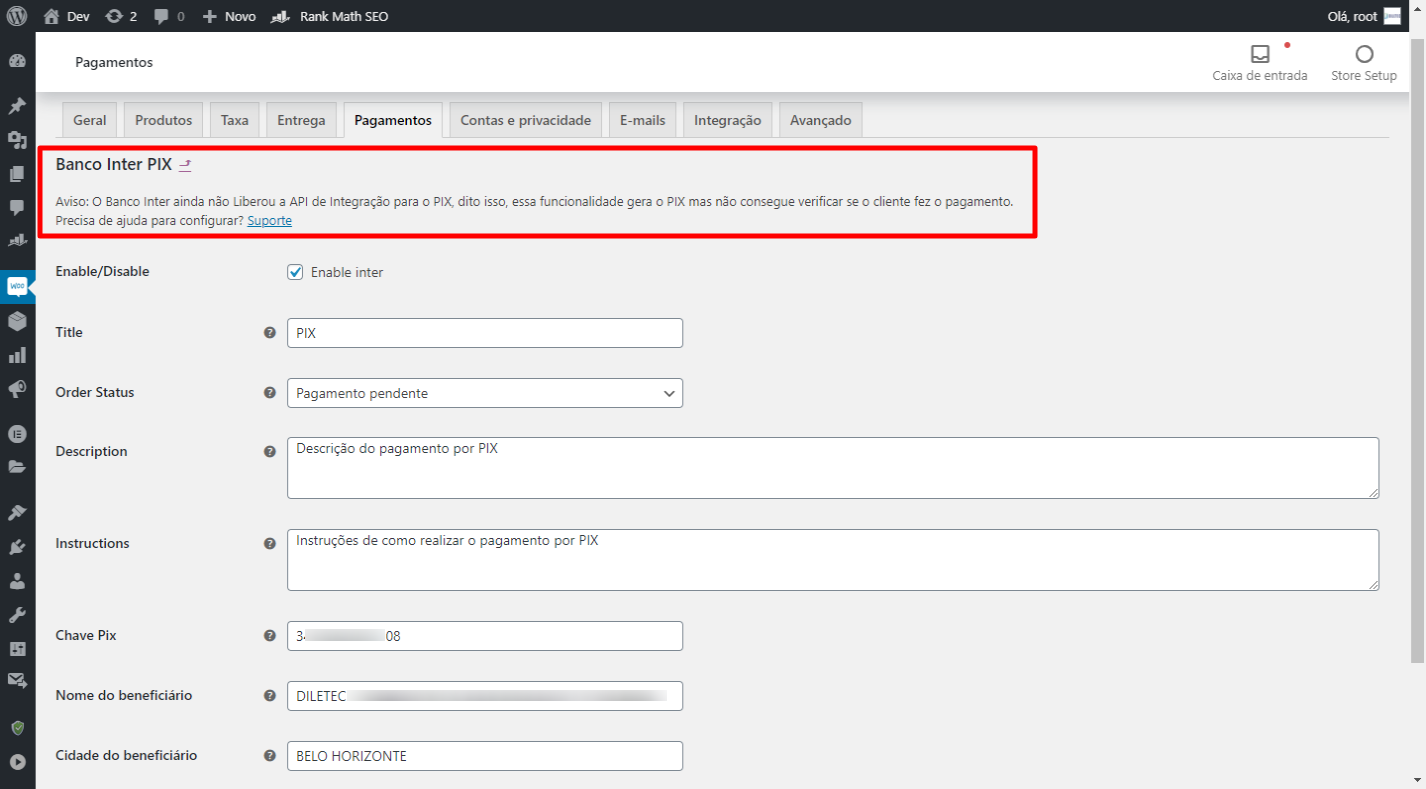 Dev 2 0 Novo Rank Math SEO Olá, root
Pagamentos
Caixa de entrada
Store Setup
Geral Produtos Taxa Entrega Pagamentos Contas e privacidade E-mails Integração Avançado
Banco Inter PIX
Aviso: O Banco Inter ainda não Liberou a API de Integração para o PIX, dito isso, essa funcionalidade gera o PIX mas não consegue verificar se o cliente fez o pagamento.
Precisa de ajuda para configurar? Suporte
Enable/Disable Enable inter
Title PIX
Order Status Pagamento pendente
Description Descrição do pagamento por PIX
Instructions Instruções de como realizar o pagamento por PIX
Chave Pix 08
Nome do beneficiário DILETEC
Cidade do beneficiário BELO HORIZONTE